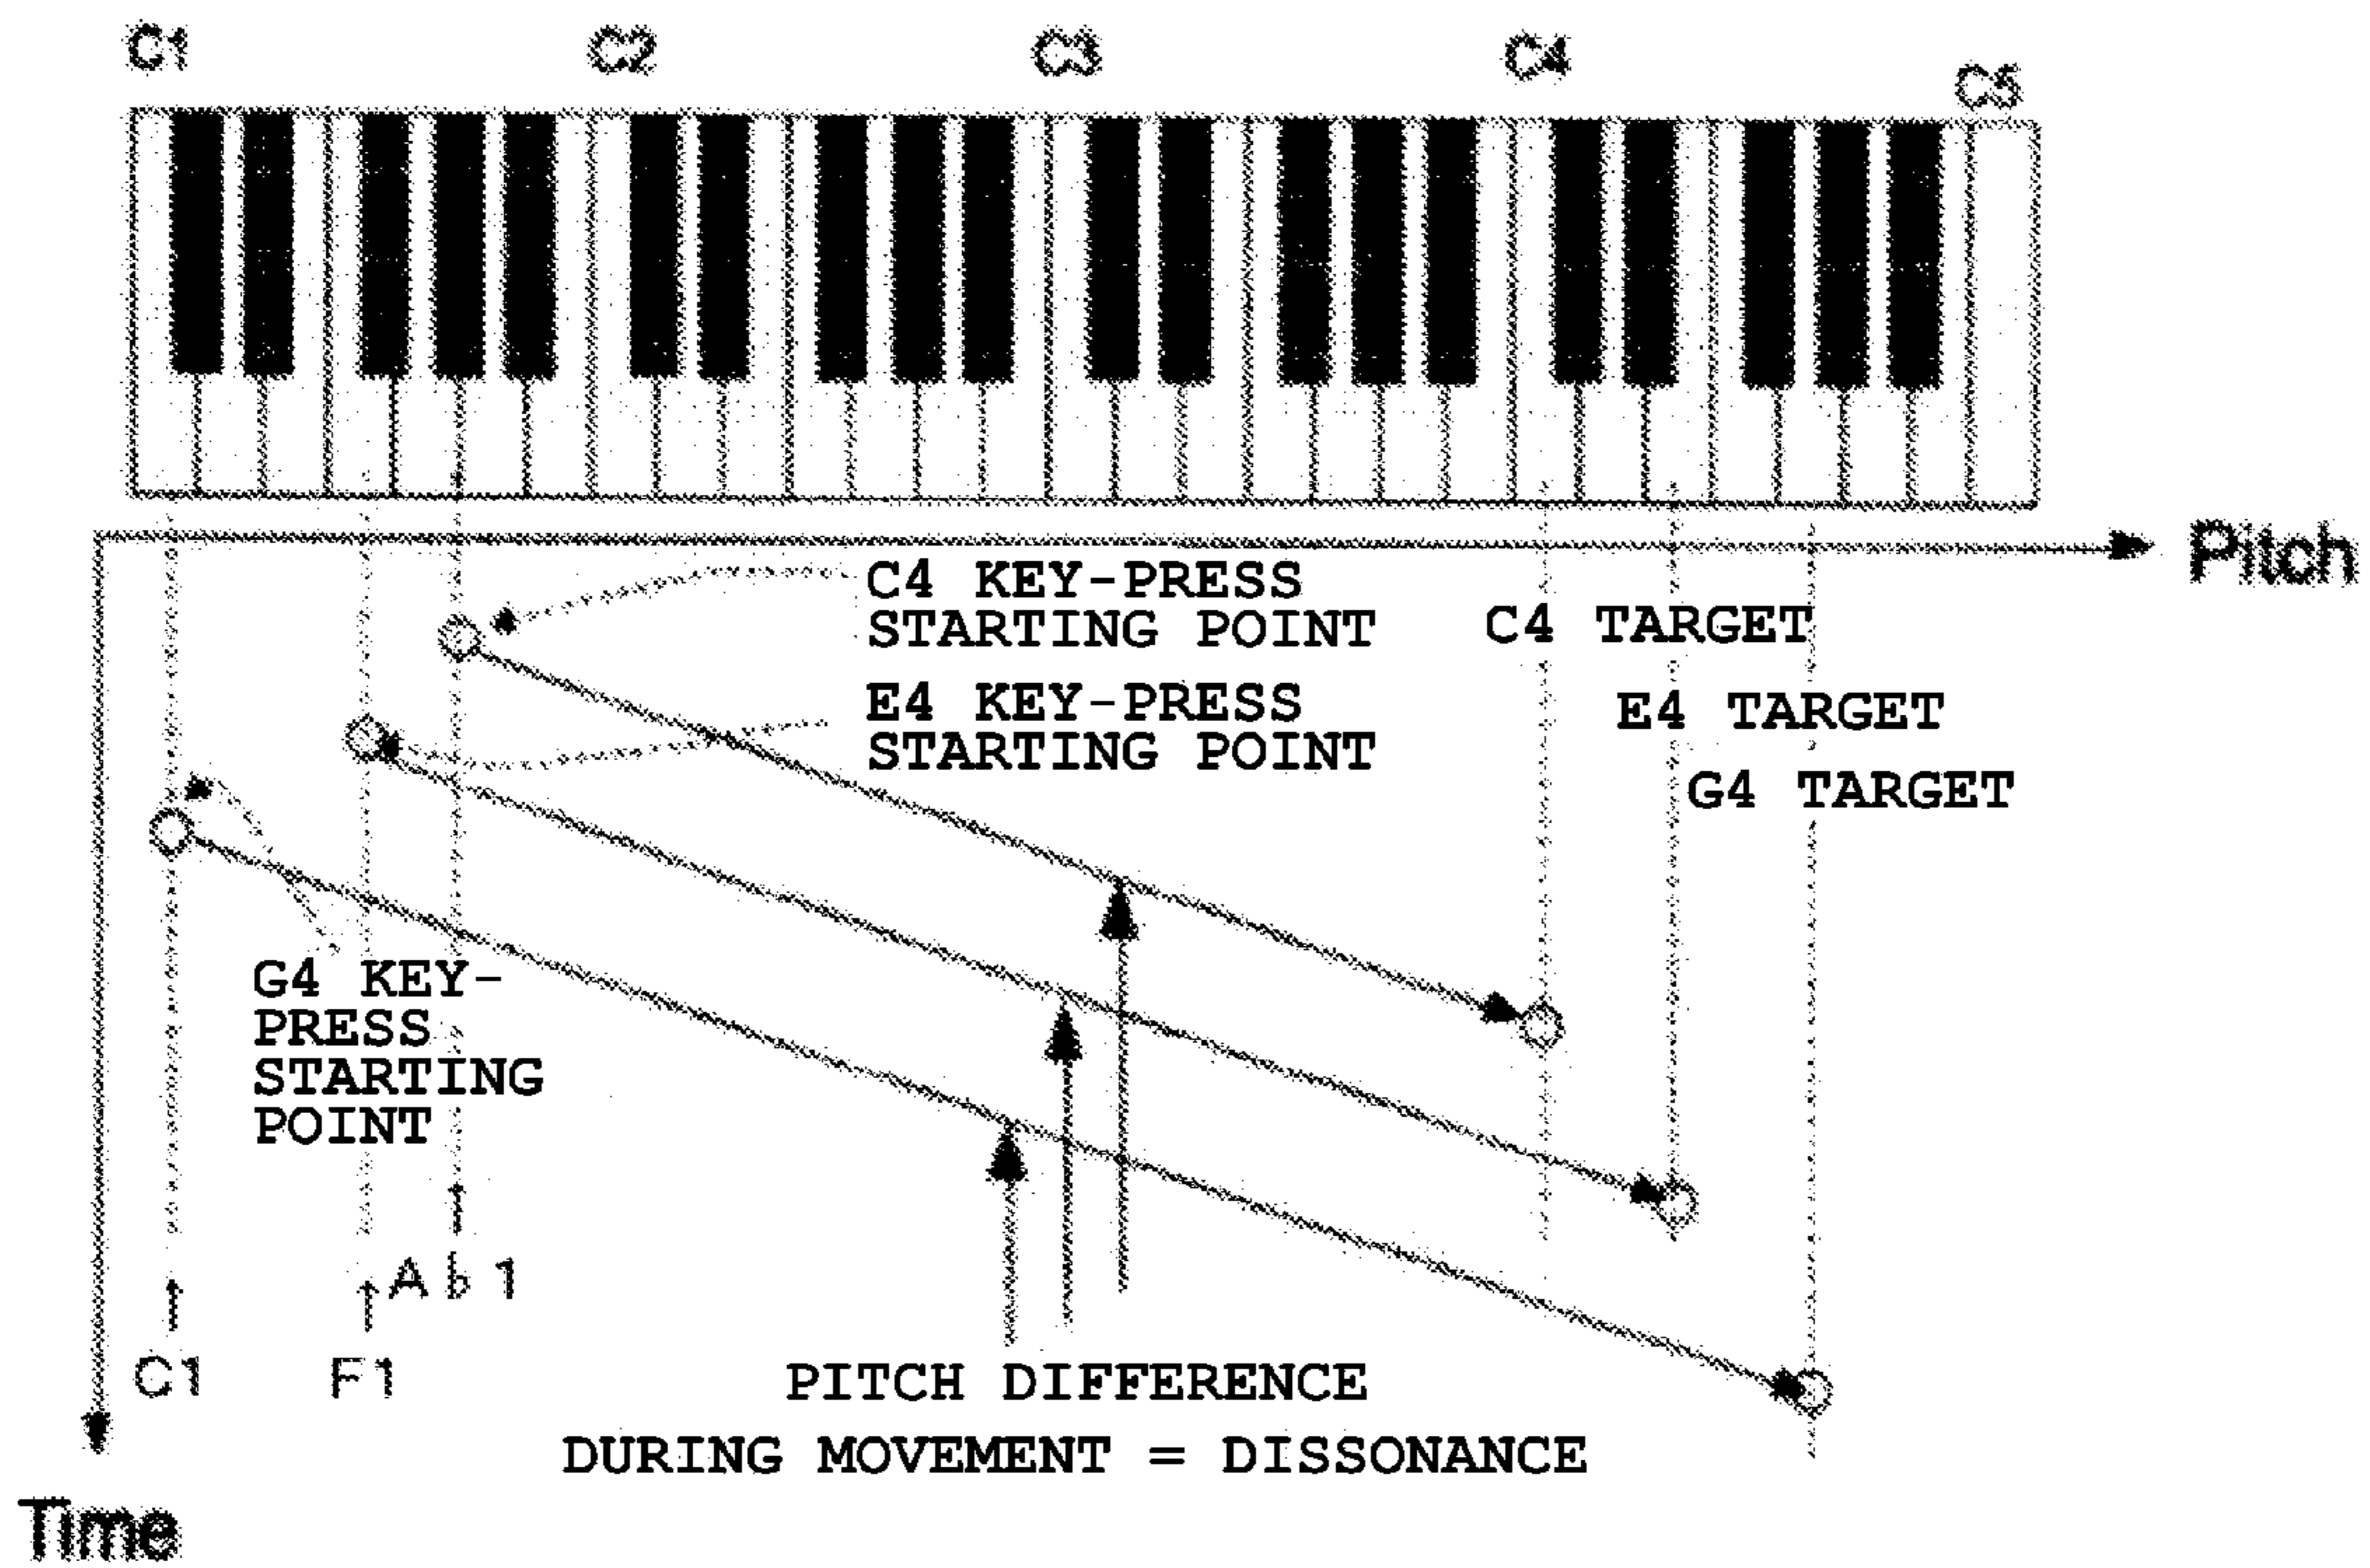 C1
C2
C3
C4
C5
Pitch
C4 KEY-PRESS
STARTING POINT
C4 TARGET
E4 KEY-PRESS
STARTING POINT
E4 TARGET
G4 TARGET
G4 KEY-
PRESS
STARTING
POINT
A♭1
C1
F1
PITCH DIFFERENCE
DURING MOVEMENT = DISSONANCE
Time